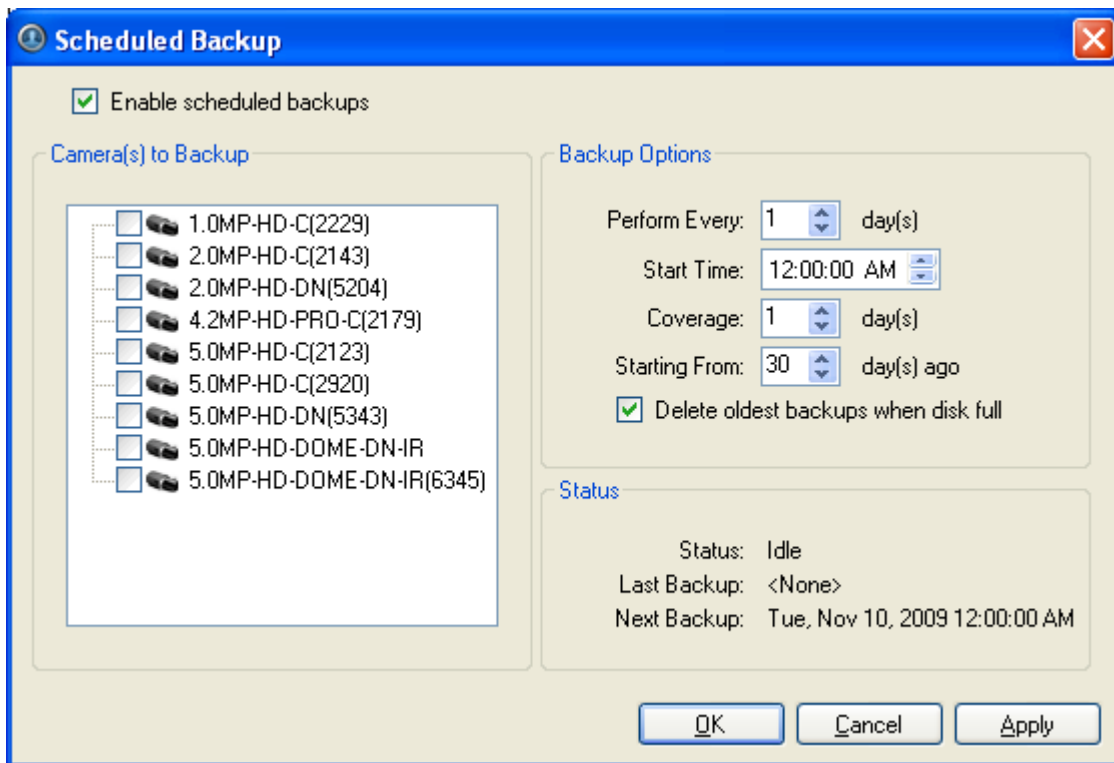 Scheduled Backup
Enable scheduled backups
Camera(s) to Backup
1.0MP-HD-C(2229)
2.0MP-HD-C(2143)
2.0MP-HD-DN(5204)
4.2MP-HD-PRO-C(2179)
5.0MP-HD-C(2123)
5.0MP-HD-C(2920)
5.0MP-HD-DN(5343)
5.0MP-HD-DOME-DN-IR
5.0MP-HD-DOME-DN-IR(6345)
Backup Options
Perform Every: 1 day(s)
Start Time: 12:00:00 AM
Coverage: 1 day(s)
Starting From: 30 day(s) ago
Delete oldest backups when disk full
Status
Status: Idle
Last Backup: <None>
Next Backup: Tue, Nov 10, 2009 12:00:00 AM
OK Cancel Apply